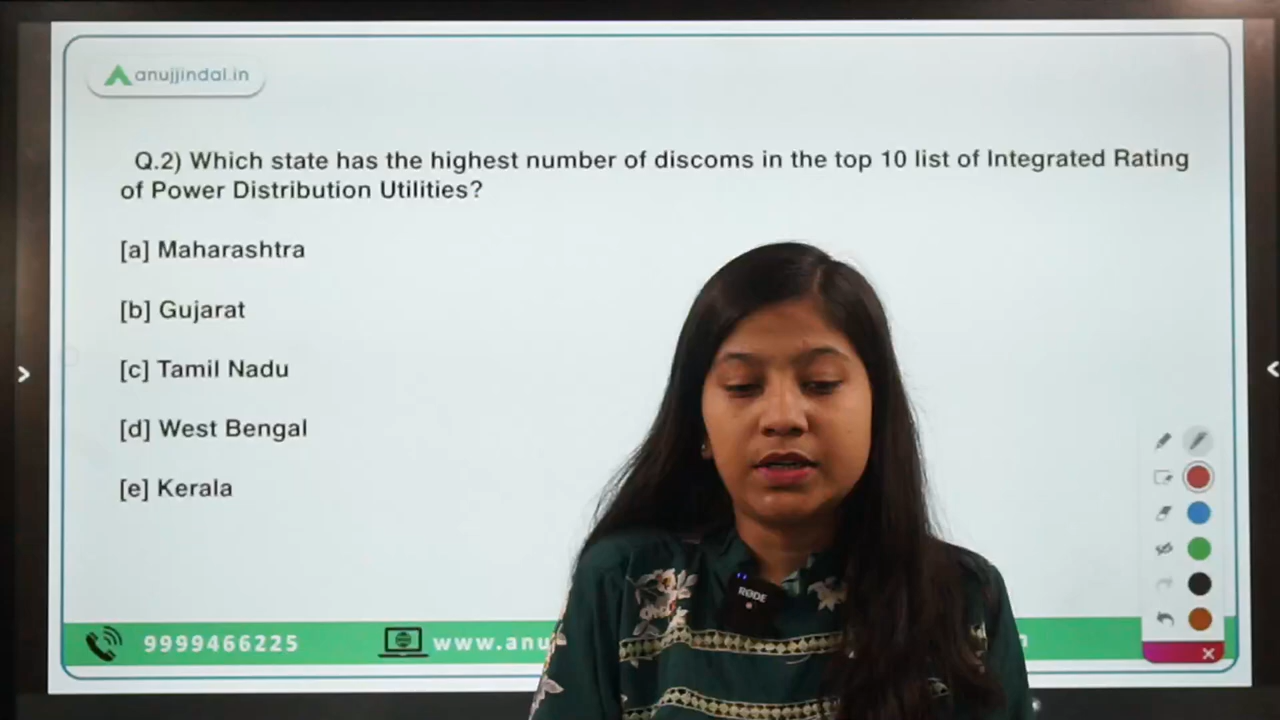 anujjindal.in
Q.2) Which state has the highest number of discoms in the top 10 list of Integrated Rating
of Power Distribution Utilities?
[a] Maharashtra
[b] Gujarat
[c] Tamil Nadu
[d] West Bengal
[e] Kerala
RØDE
9999466225
www.anu